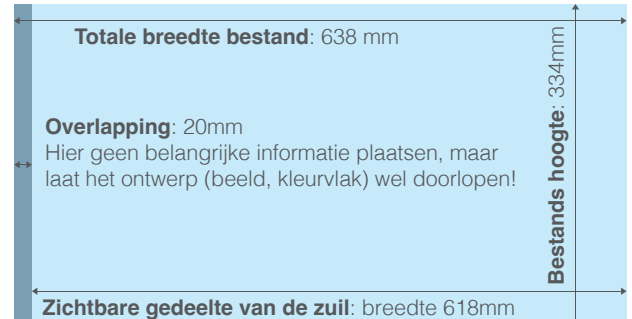 Totale breedte bestand: 638 mm
Overlapping: 20mm
Hier geen belangrijke informatie plaatsen, maar
laat het ontwerp (beeld, kleurvlak) wel doorlopen!
Bestands hoogte: 334mm
Zichtbare gedeelte van de zuil: breedte 618mm